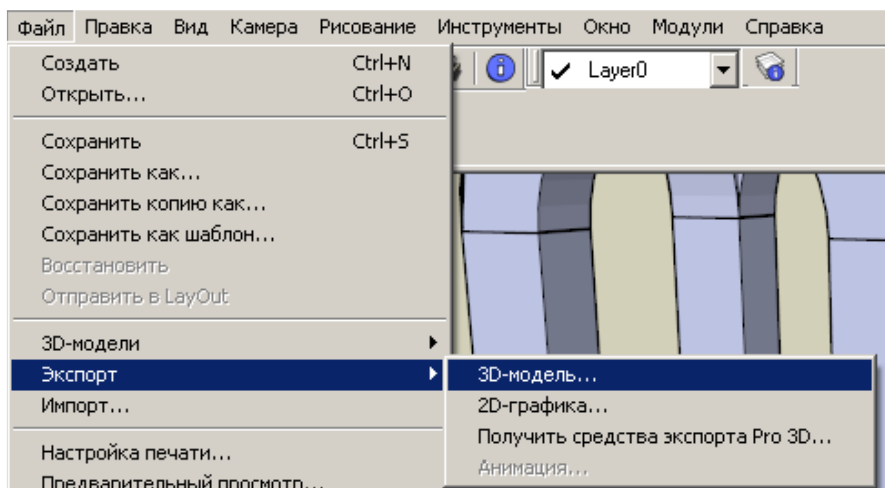 Файл Правка Вид Камера Рисование Инструменты Окно Модули Справка
Layer0
Создать Ctrl+N
Открыть... Ctrl+O
Сохранить Ctrl+S
Сохранить как...
Сохранить копию как...
Сохранить как шаблон...
Восстановить
Отправить в LayOut
3D-модели
Экспорт
Импорт...
Настройка печати...
Предварительный просмотр...
3D-модель...
2D-графика...
Получить средства экспорта Pro 3D...
Анимация...